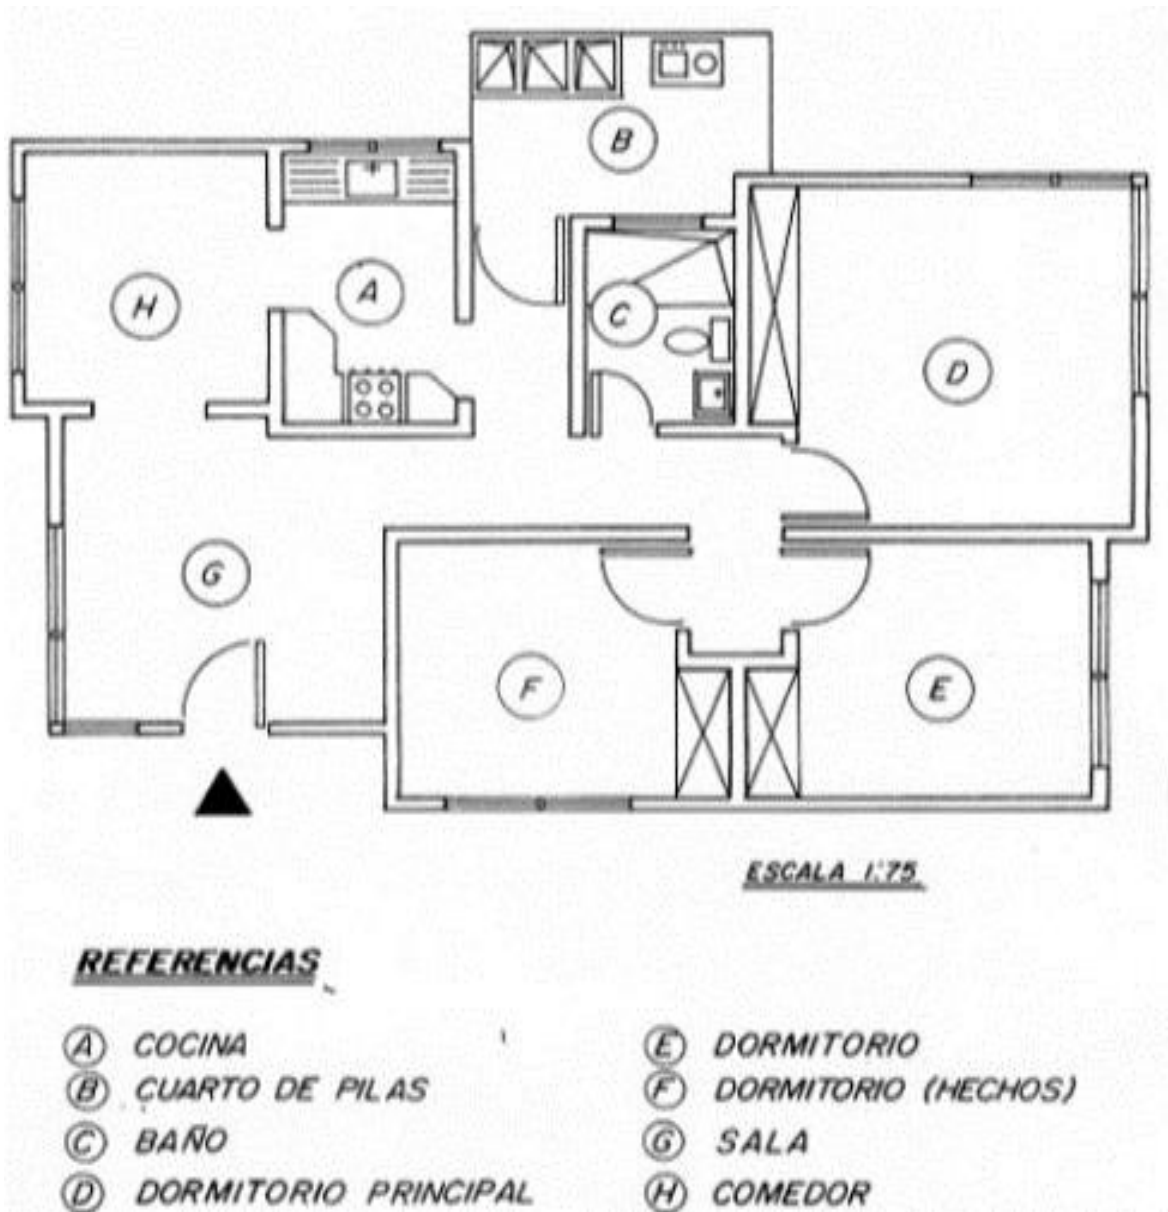 B
A
H
C
D
G
F
E
ESCALA 1:75
REFERENCIAS
A COCINA
B CUARTO DE PILAS
C BAÑO
D DORMITORIO PRINCIPAL
E DORMITORIO
F DORMITORIO (HECHOS)
G SALA
H COMEDOR